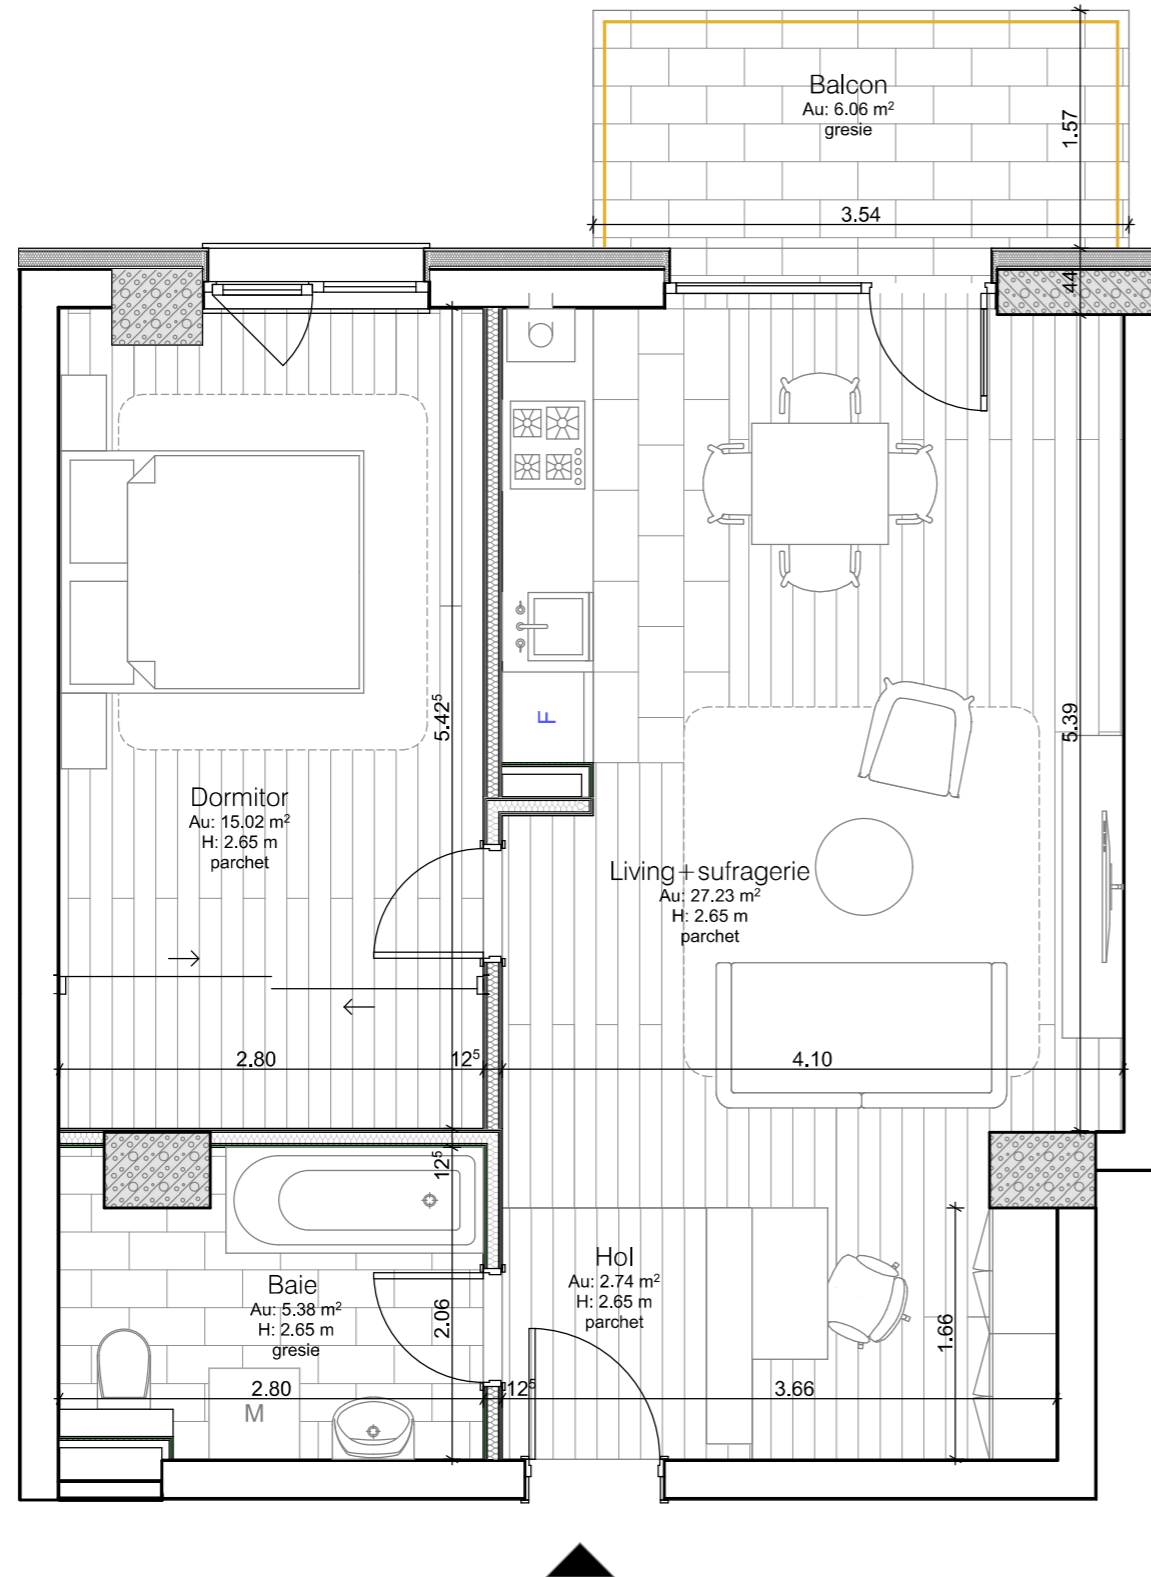 Balcon
Au: 6.06 m²
gresie
1.57
3.54
44
5.42⁵
F
5.39
Dormitor
Au: 15.02 m²
H: 2.65 m
parchet
Living+sufragerie
Au: 27.23 m²
H: 2.65 m
parchet
2.80
12⁵
4.10
12⁵
Hol
Au: 2.74 m²
H: 2.65 m
parchet
Baie
Au: 5.38 m²
H: 2.65 m
gresie
2.06
1.66
2.80
12⁵
3.66
M